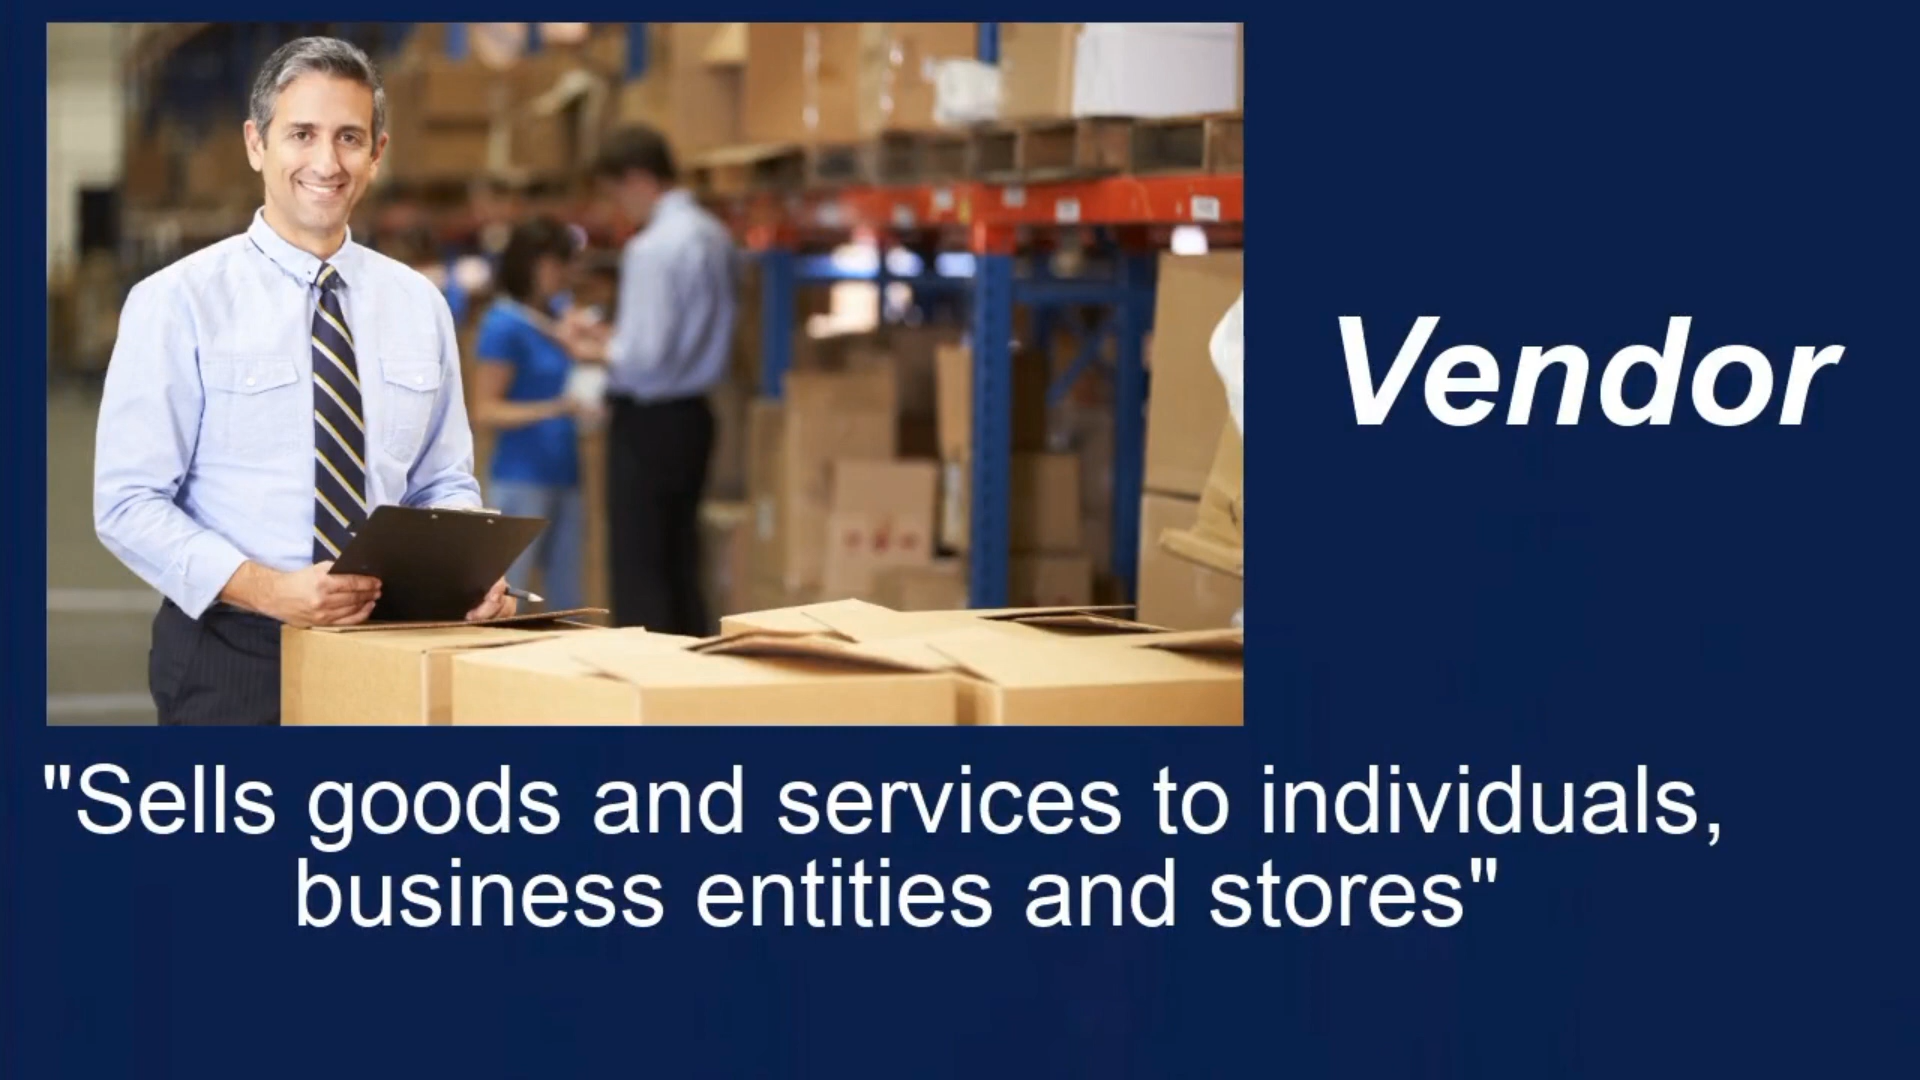 Vendor
"Sells goods and services to individuals,
business entities and stores"